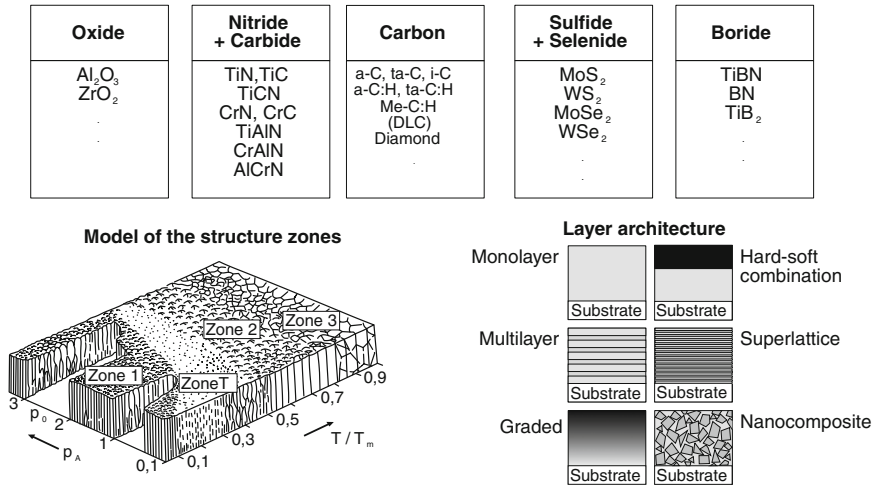 Oxide
Al₂O₃
ZrO₂
.
.
Nitride
+ Carbide
TiN,TiC
TiCN
CrN, CrC
TiAlN
CrAlN
AlCrN
Carbon
a-C, ta-C, i-C
a-C:H, ta-C:H
Me-C:H
(DLC)
Diamond
.
Sulfide
+ Selenide
MoS₂
WS₂
MoSe₂
WSe₂
.
.
Boride
TiBN
BN
TiB₂
.
.
Model of the structure zones
Zone 1
ZoneT
Zone 2
Zone 3
3
p₀
2
p_A
1
0,1
0,1
0,3
0,5
0,7
0,9
T / Tₘ
Layer architecture
Monolayer
Substrate
Substrate
Hard-soft
combination
Multilayer
Substrate
Substrate
Superlattice
Graded
Substrate
Substrate
Nanocomposite